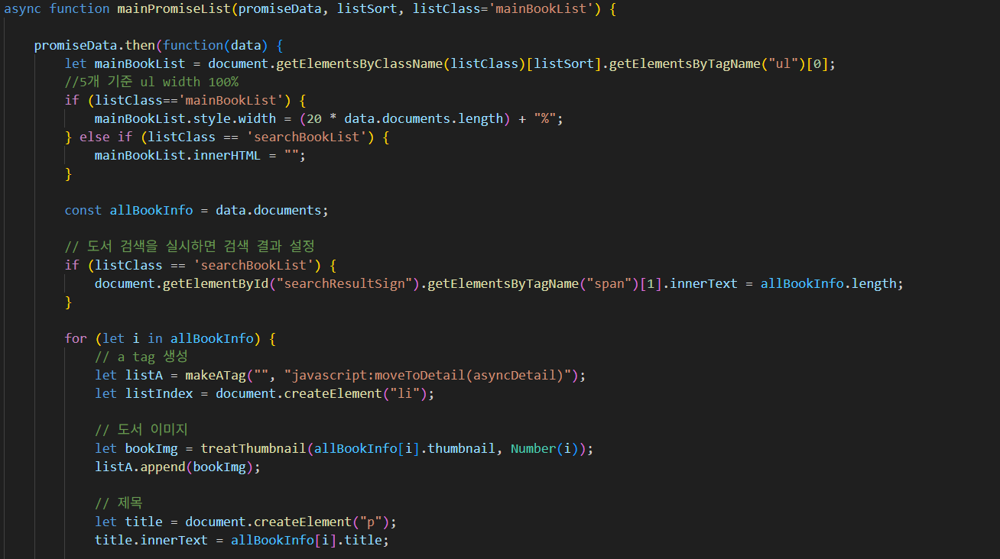 async function mainPromiseList(promiseData, listSort, listClass='mainBookList') {
promiseData.then(function(data) {
let mainBookList = document.getElementsByClassName(listClass)[listSort].getElementsByTagName("ul")[0];
//5개 기준 ul width 100%
if (listClass=='mainBookList') {
mainBookList.style.width = (20 * data.documents.length) + "%";
} else if (listClass == 'searchBookList') {
mainBookList.innerHTML = "";
}
const allBookInfo = data.documents;
// 도서 검색을 실시하면 검색 결과 설정
if (listClass == 'searchBookList') {
document.getElementById("searchResultSign").getElementsByTagName("span")[1].innerText = allBookInfo.length;
}
for (let i in allBookInfo) {
// a tag 생성
let listA = makeATag("", "javascript:moveToDetail(asyncDetail)");
let listIndex = document.createElement("li");
// 도서 이미지
let bookImg = treatThumbnail(allBookInfo[i].thumbnail, Number(i));
listA.append(bookImg);
// 제목
let title = document.createElement("p");
title.innerText = allBookInfo[i].title;